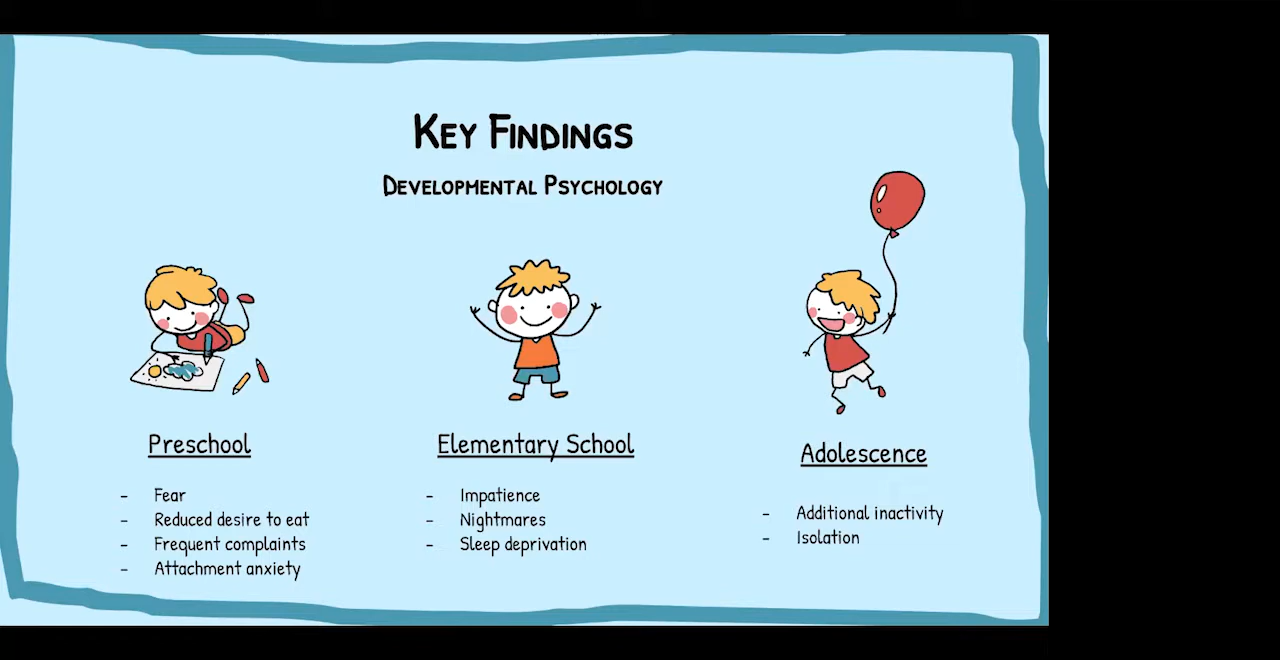 Key Findings
Developmental Psychology
Preschool
- Fear
- Reduced desire to eat
- Frequent complaints
- Attachment anxiety
Elementary School
- Impatience
- Nightmares
- Sleep deprivation
Adolescence
- Additional inactivity
- Isolation